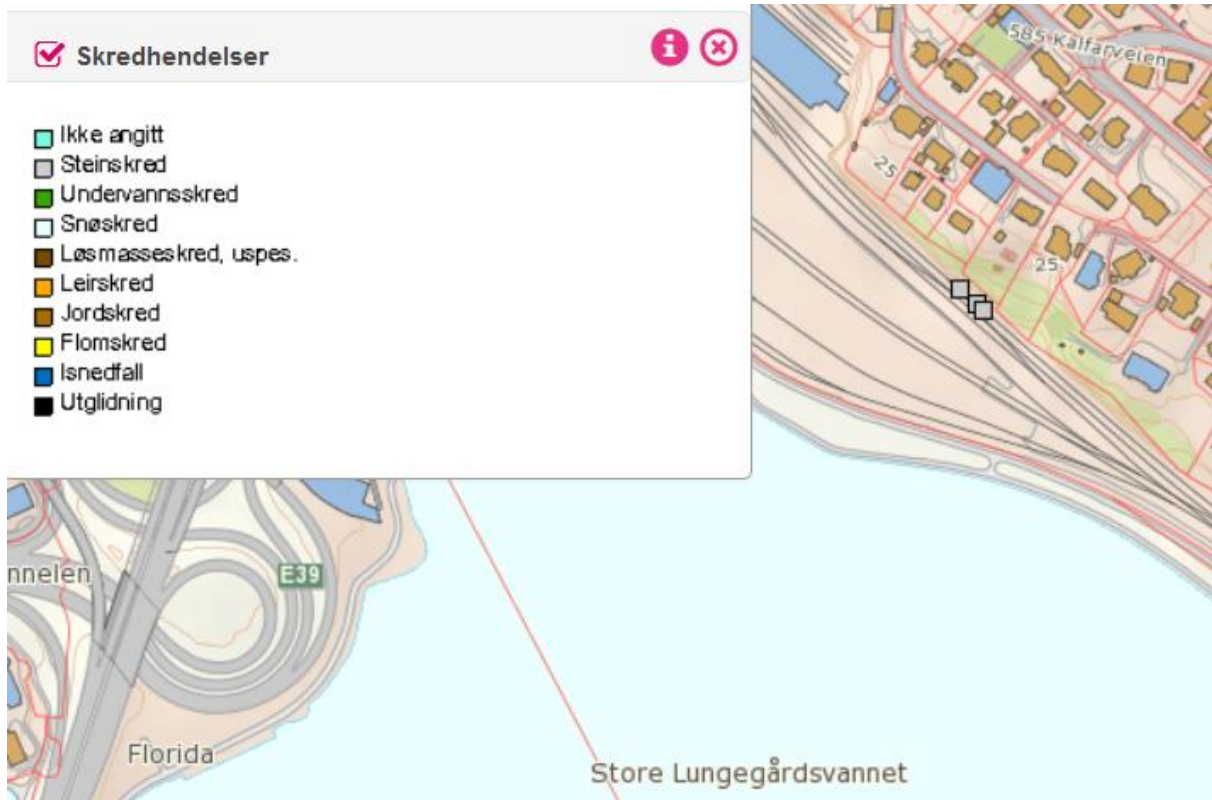 Skredhendelser
Ikke angitt
Steinskred
Undervannsskred
Snøskred
Løsmasseskred, uspes.
Leirskred
Jordskred
Flomskred
Isnedfall
Utglidning
585 Kalfarveien
25
25
nnelen
E39
Florida
Store Lungegårdsvannet